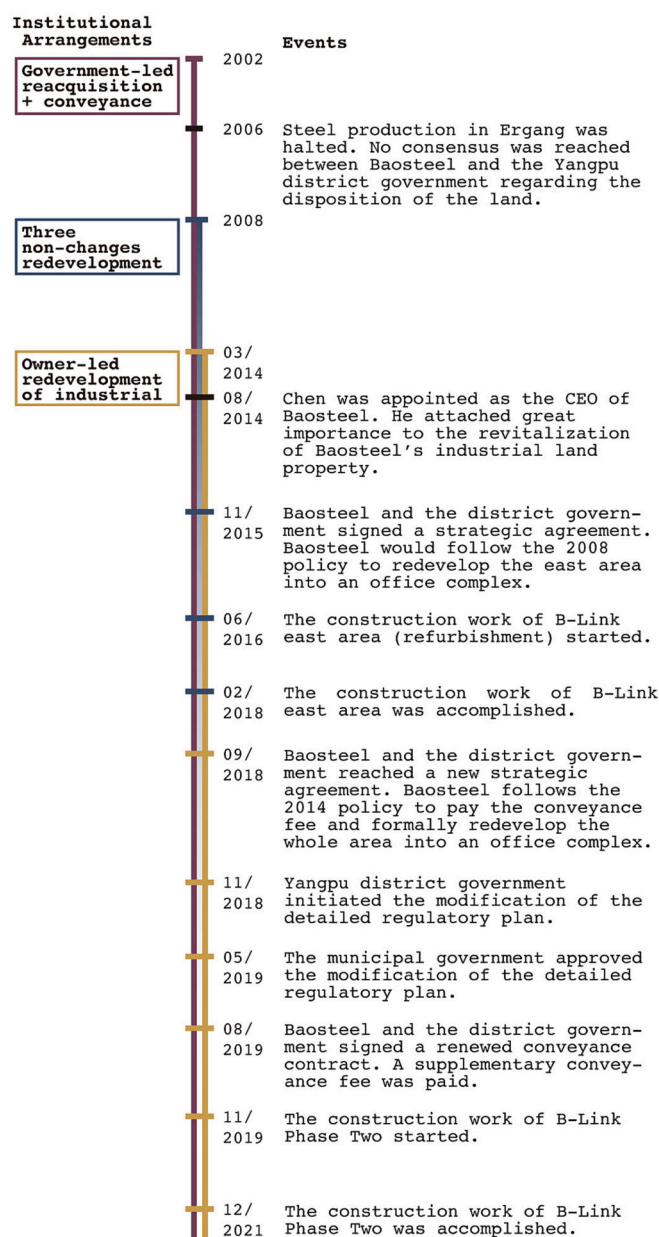 Institutional
Arrangements
Events
Government-led
reacquisition
+ conveyance
2002
2006
Steel production in Ergang was
halted. No consensus was reached
between Baosteel and the Yangpu
district government regarding the
disposition of the land.
Three
non-changes
redevelopment
2008
Owner-led
redevelopment
of industrial
03/
2014
08/
2014
Chen was appointed as the CEO of
Baosteel. He attached great
importance to the revitalization
of Baosteel's industrial land
property.
11/
2015
Baosteel and the district govern-
ment signed a strategic agreement.
Baosteel would follow the 2008
policy to redevelop the east area
into an office complex.
06/
2016
The construction work of B-Link
east area (refurbishment) started.
02/
2018
The construction work of B-Link
east area was accomplished.
09/
2018
Baosteel and the district govern-
ment reached a new strategic
agreement. Baosteel follows the
2014 policy to pay the conveyance
fee and formally redevelop the
whole area into an office complex.
11/
2018
Yangpu district government
initiated the modification of the
detailed regulatory plan.
05/
2019
The municipal government approved
the modification of the detailed
regulatory plan.
08/
2019
Baosteel and the district govern-
ment signed a renewed conveyance
contract. A supplementary convey-
ance fee was paid.
11/
2019
The construction work of B-Link
Phase Two started.
12/
2021
The construction work of B-Link
Phase Two was accomplished.